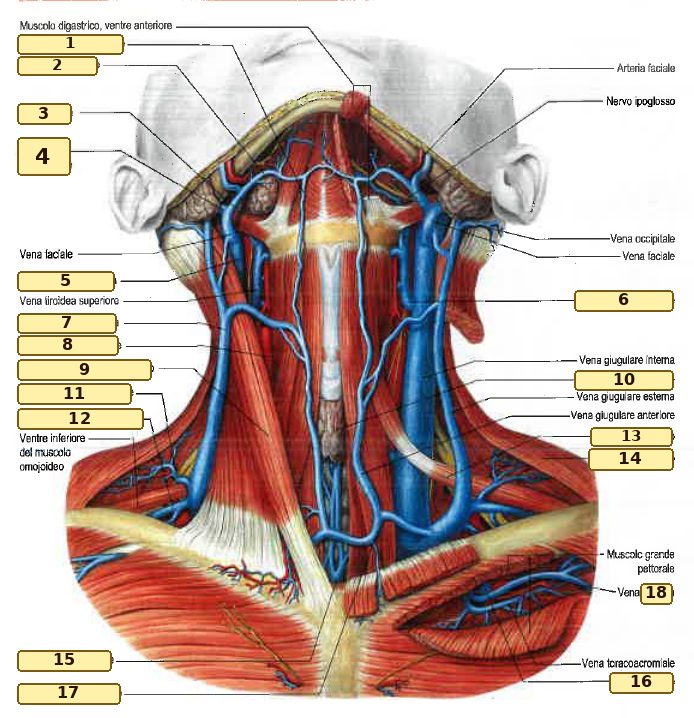 Muscolo digastrico, ventre anteriore
1
2
3
4
Vena facíale
5
Vena tiroidea superiore
7
8
9
11
12
Ventre inferiore
del muscolo
omojoideo
15
17
Arteria faciale
Nervo ipoglosso
Vena occipitale
Vena faciale
6
Vena giugulare interna
10
Vena giugulare esterna
Vena giugulare anteriore
13
14
Muscolo grande
pettorale
Vena 18
Vena toracoacromiale
16